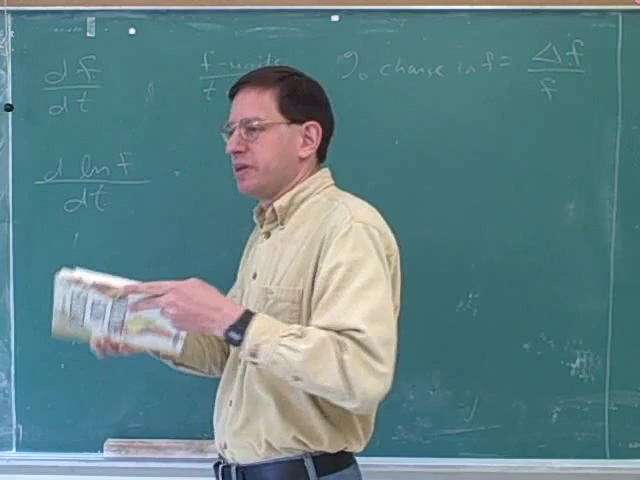 df
dt
f-units
t
% change in f = Δf
f
d ln f
dt